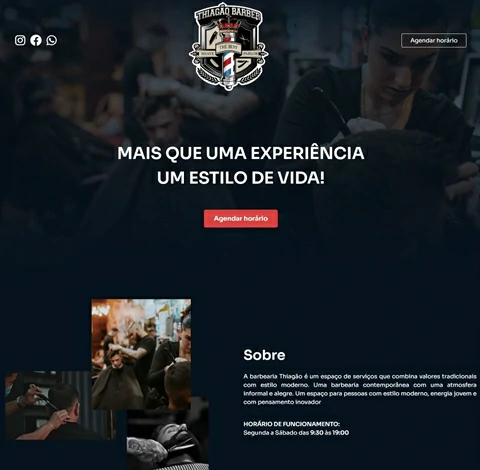 THIAGÃO BARBER
THE BEST
Agendar horário
MAIS QUE UMA EXPERIÊNCIA
UM ESTILO DE VIDA!
Agendar horário
Sobre
A barbearia Thiagão é um espaço de serviços que combina valores tradicionais
com estilo moderno. Uma barbearia contemporânea com uma atmosfera
informal e alegre. Um espaço para pessoas com estilo moderno, energia jovem e
com pensamento inovador
HORÁRIO DE FUNCIONAMENTO:
Segunda a Sábado das 9:30 às 19:00